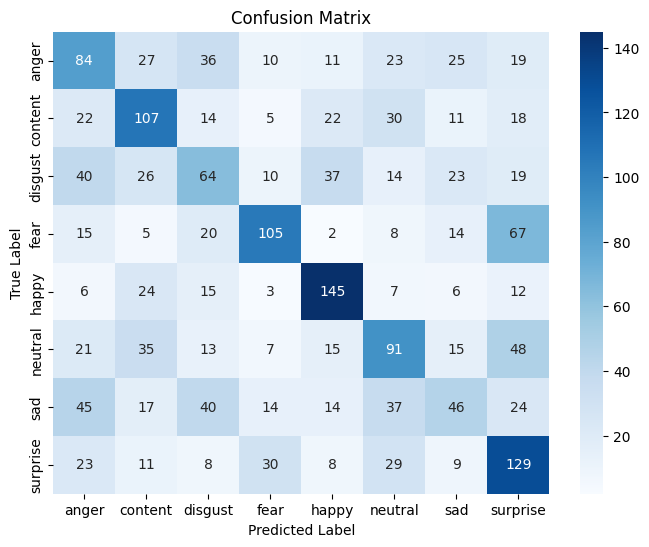 Confusion Matrix
True Label
anger 84 27 36 10 11 23 25 19
content 22 107 14 5 22 30 11 18
disgust 40 26 64 10 37 14 23 19
fear 15 5 20 105 2 8 14 67
happy 6 24 15 3 145 7 6 12
neutral 21 35 13 7 15 91 15 48
sad 45 17 40 14 14 37 46 24
surprise 23 11 8 30 8 29 9 129
anger content disgust fear happy neutral sad surprise
Predicted Label
140
120
100
80
60
40
20